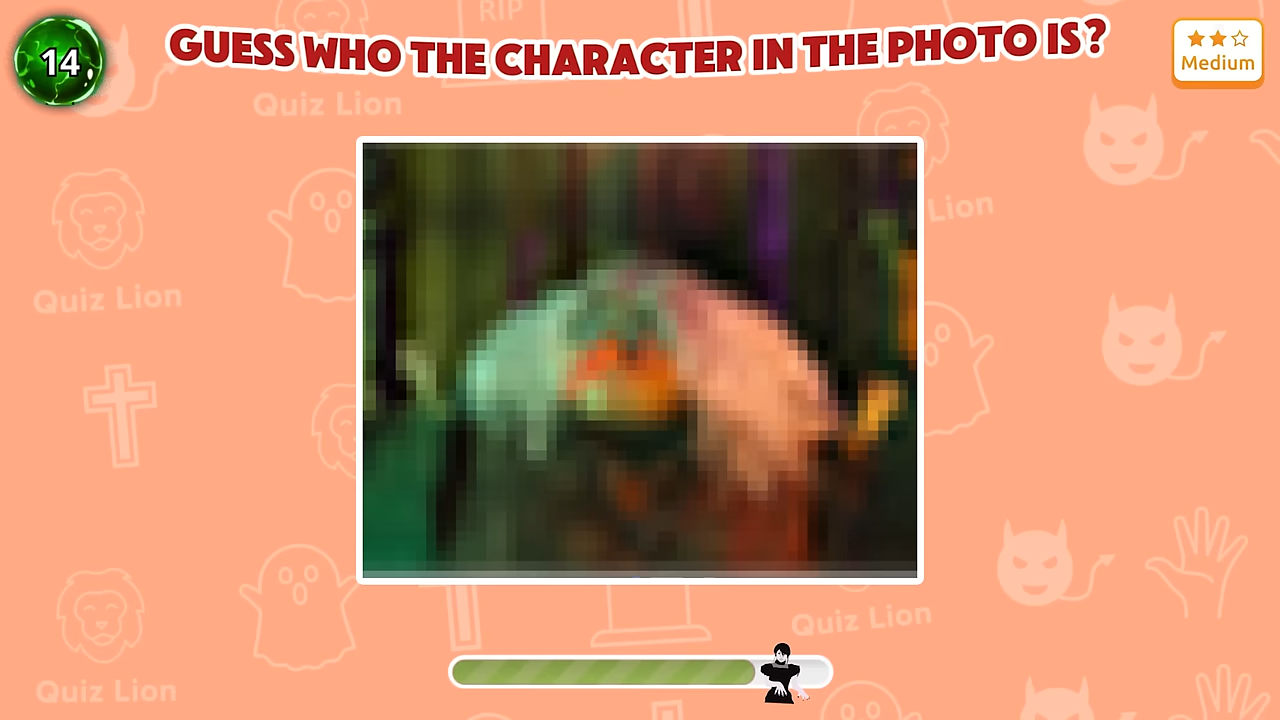 RIP
14
GUESS WHO THE CHARACTER IN THE PHOTO IS?
Medium
Quiz Lion
Lion
Quiz Lion
Quiz Lion
Quiz Lion